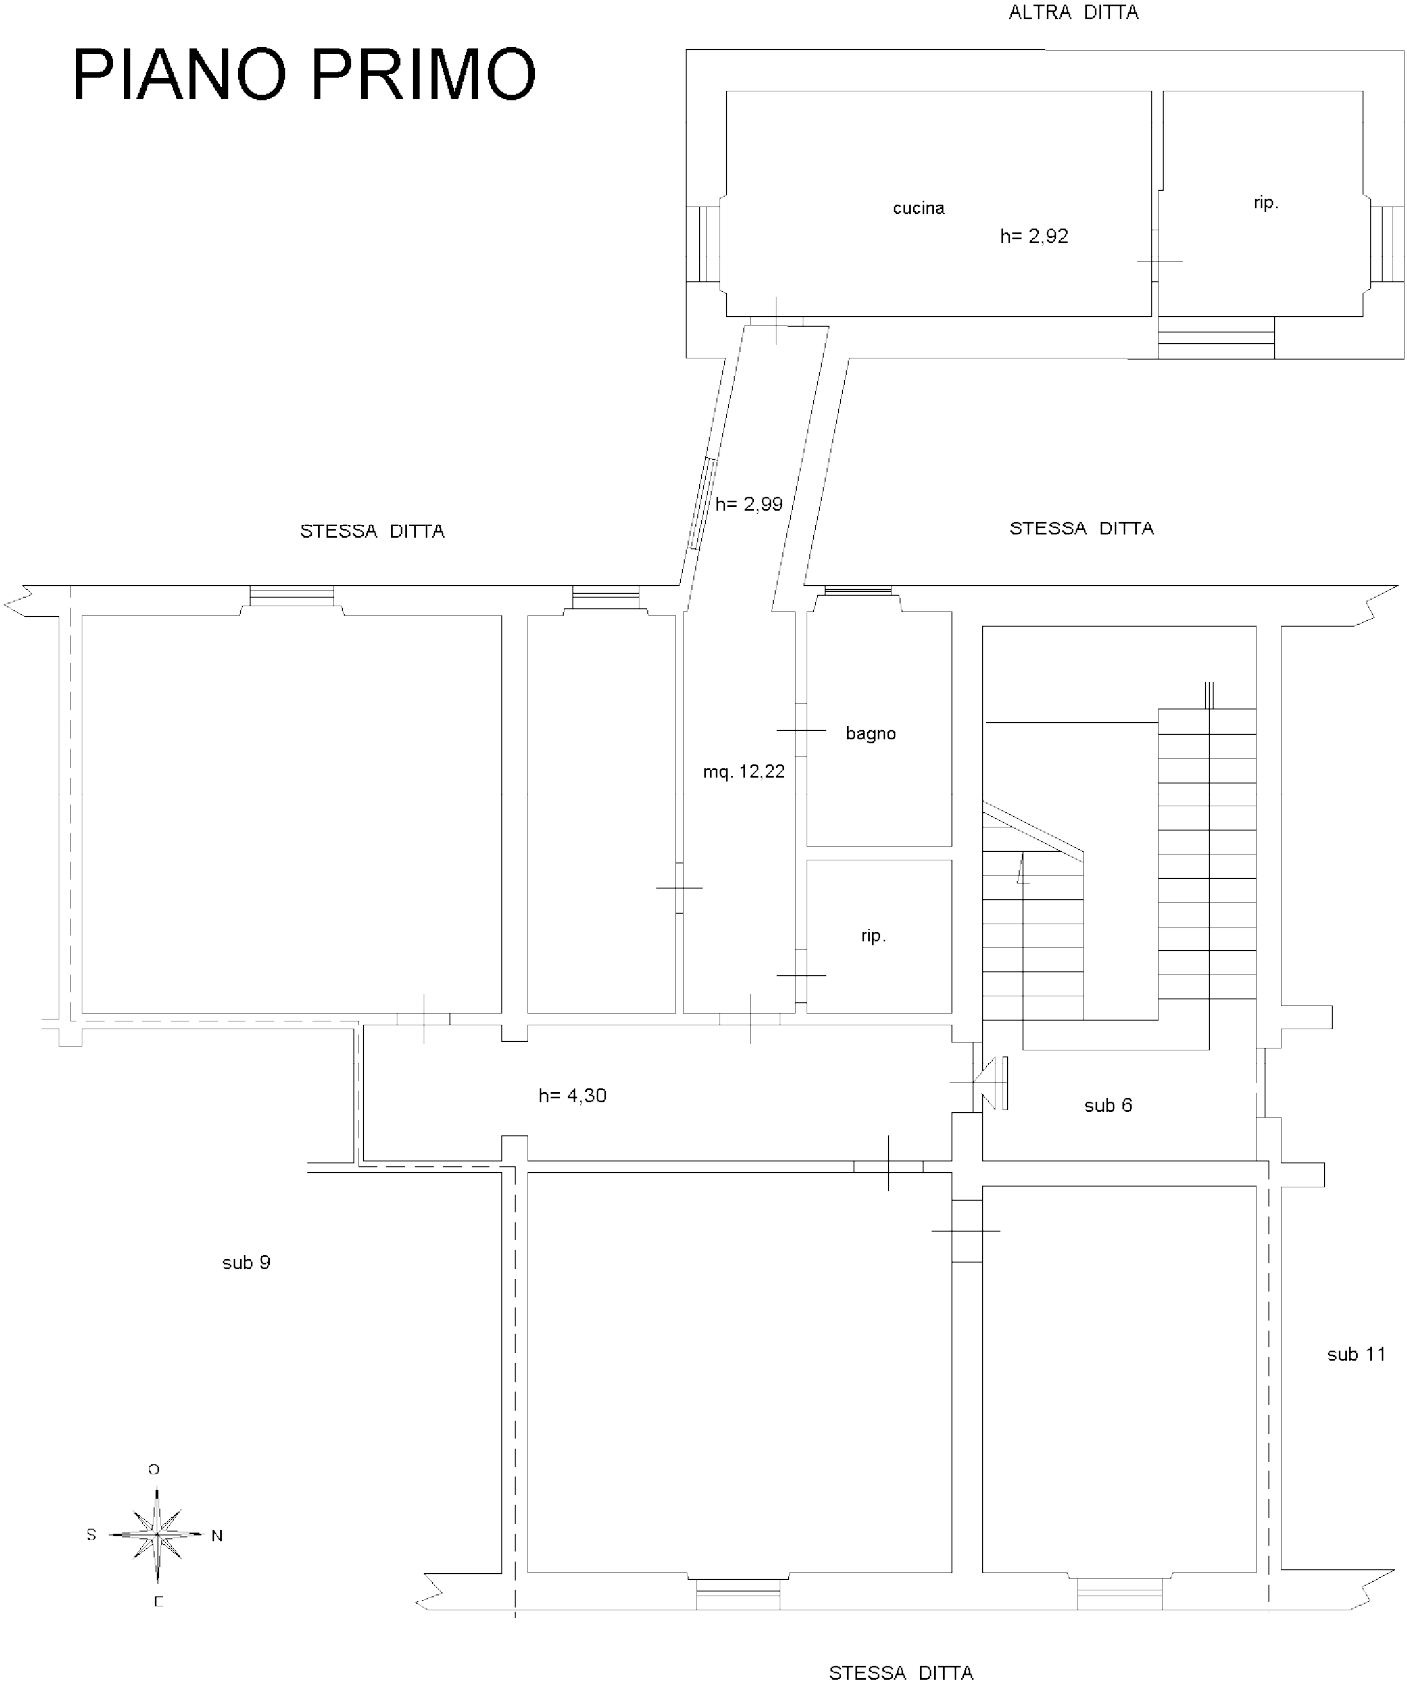 ALTRA DITTA
PIANO PRIMO
cucina
rip.
h= 2,92
h= 2,99
STESSA DITTA
STESSA DITTA
bagno
mq. 12,22
rip.
h= 4,30
sub 6
sub 9
sub 11
O
S
N
E
STESSA DITTA